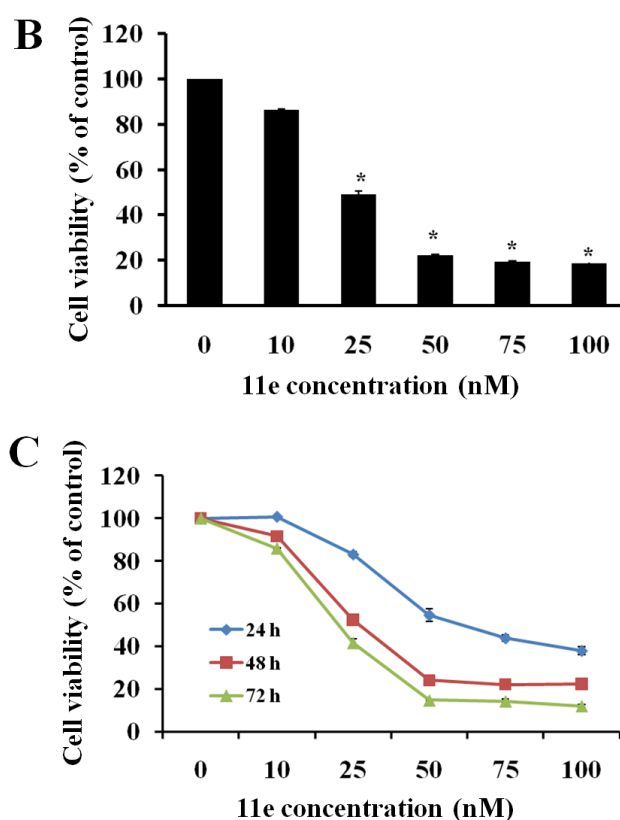 B
Cell viability (% of control)
120
100
80
60
40
20
0
*
*
*
*
0 10 25 50 75 100
11e concentration (nM)
C
Cell viability (% of control)
120
100
80
60
40
20
0
24 h
48 h
72 h
0 10 25 50 75 100
11e concentration (nM)